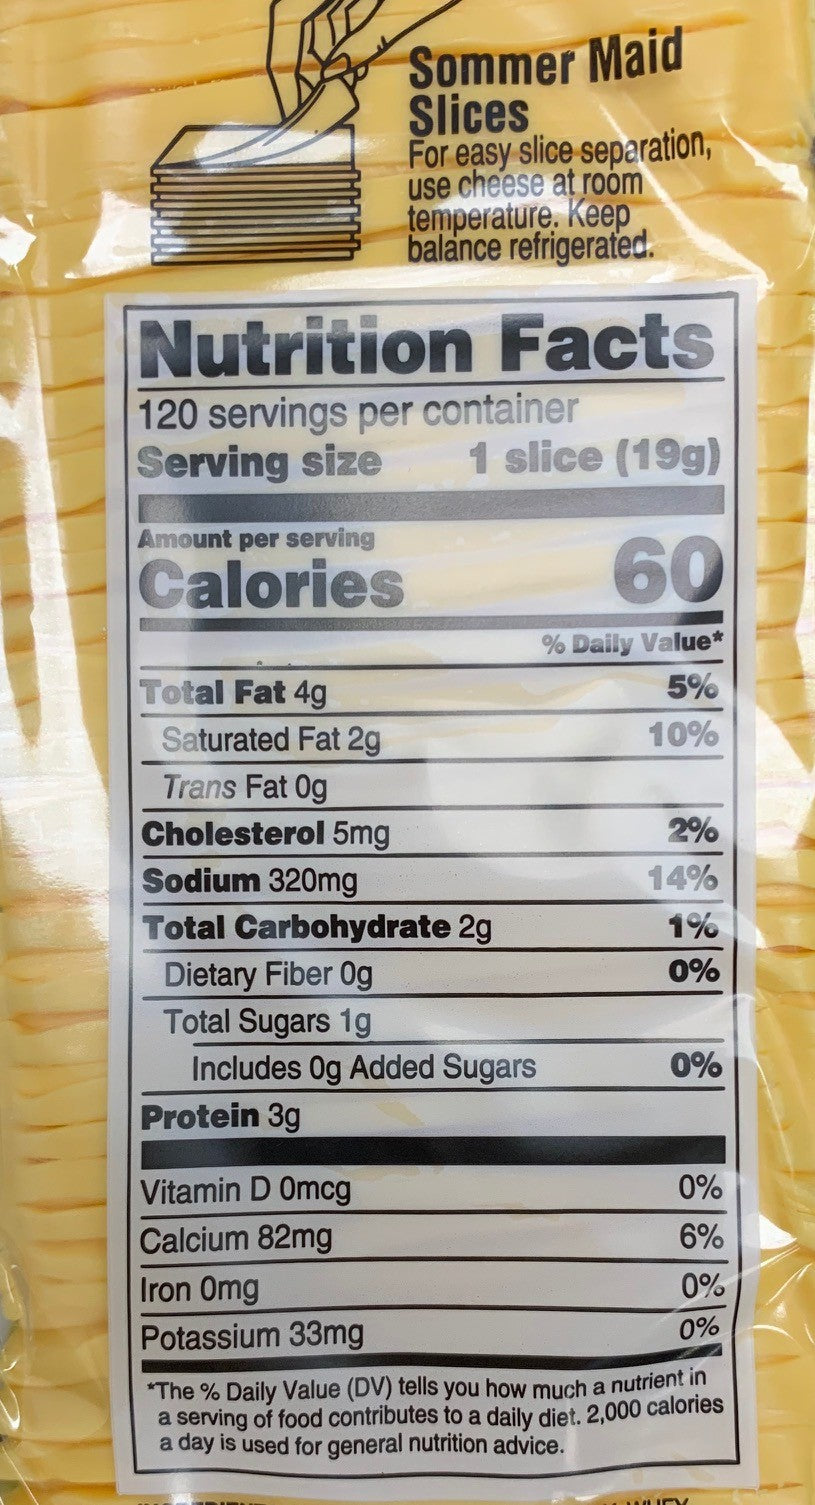 Sommer Maid
Slices
For easy slice separation,
use cheese at room
temperature. Keep
balance refrigerated.
Nutrition Facts
120 servings per container
Serving size 1 slice (19g)
Amount per serving
Calories 60
% Daily Value*
Total Fat 4g 5%
Saturated Fat 2g 10%
Trans Fat 0g
Cholesterol 5mg 2%
Sodium 320mg 14%
Total Carbohydrate 2g 1%
Dietary Fiber 0g 0%
Total Sugars 1g
Includes 0g Added Sugars 0%
Protein 3g
Vitamin D 0mcg 0%
Calcium 82mg 6%
Iron 0mg 0%
Potassium 33mg 0%
*The % Daily Value (DV) tells you how much a nutrient in
a serving of food contributes to a daily diet. 2,000 calories
a day is used for general nutrition advice.